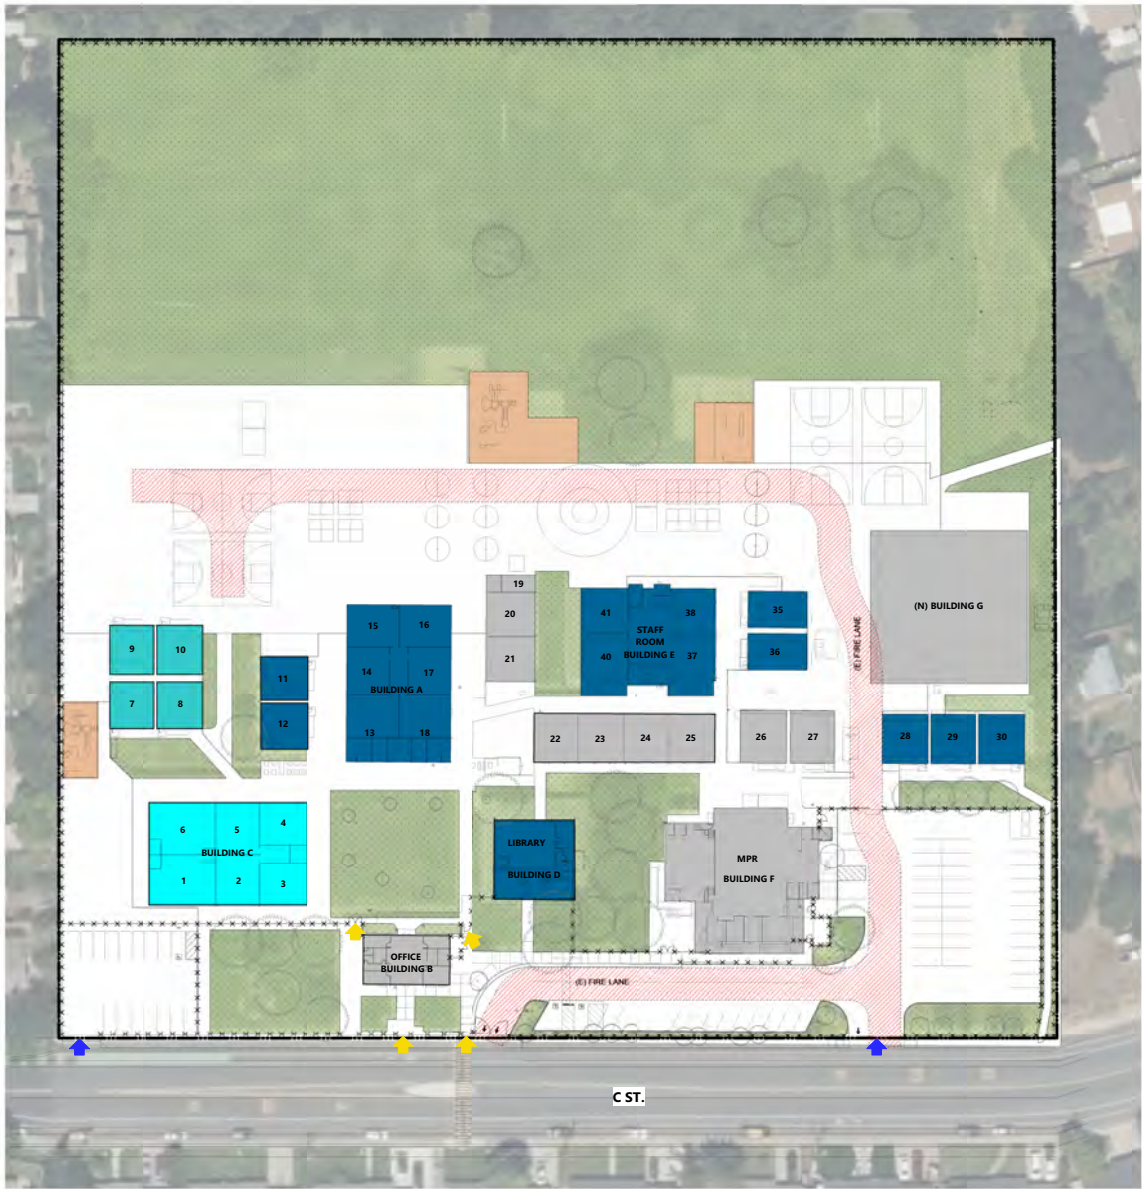 19
15
16
20
41
38
35
(N) BUILDING G
STAFF
ROOM
BUILDING E
9
10
14
17
21
40
37
36
(E) FIRE LANE
11
BUILDING A
7
8
12
13
18
22
23
24
25
26
27
28
29
30
6
5
4
BUILDING C
1
2
3
LIBRARY
BUILDING D
MPR
BUILDING F
OFFICE
BUILDING B
(E) FIRE LANE
C ST.